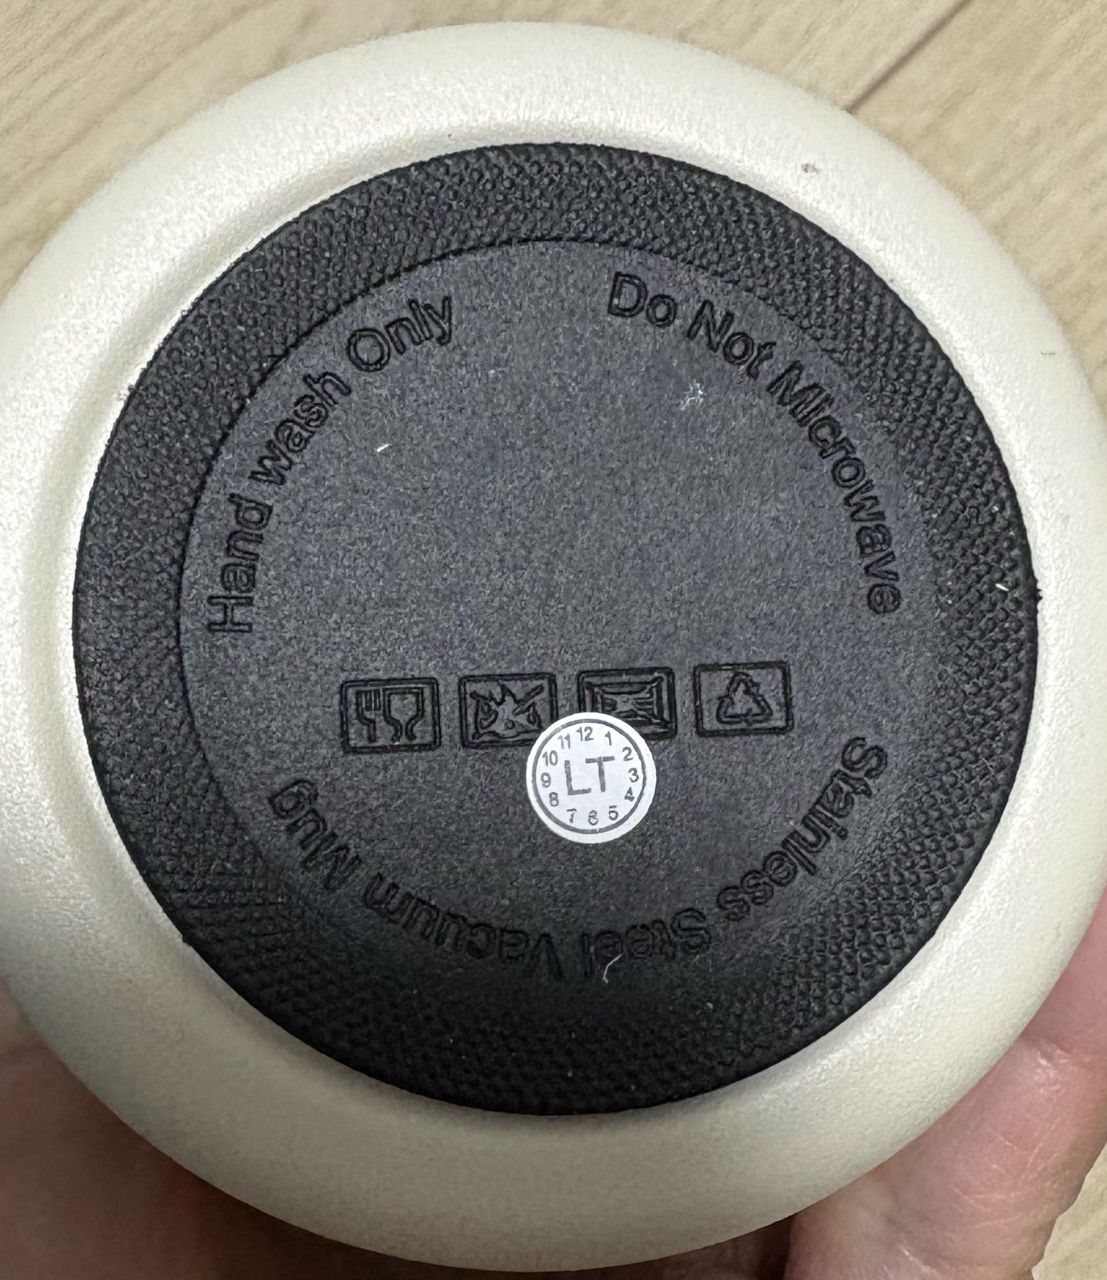 Hand wash Only
Do Not Microwave
Stainless Steel Vacuum Mug
11 12 1
10 2
9 LT 3
8 4
7 6 5